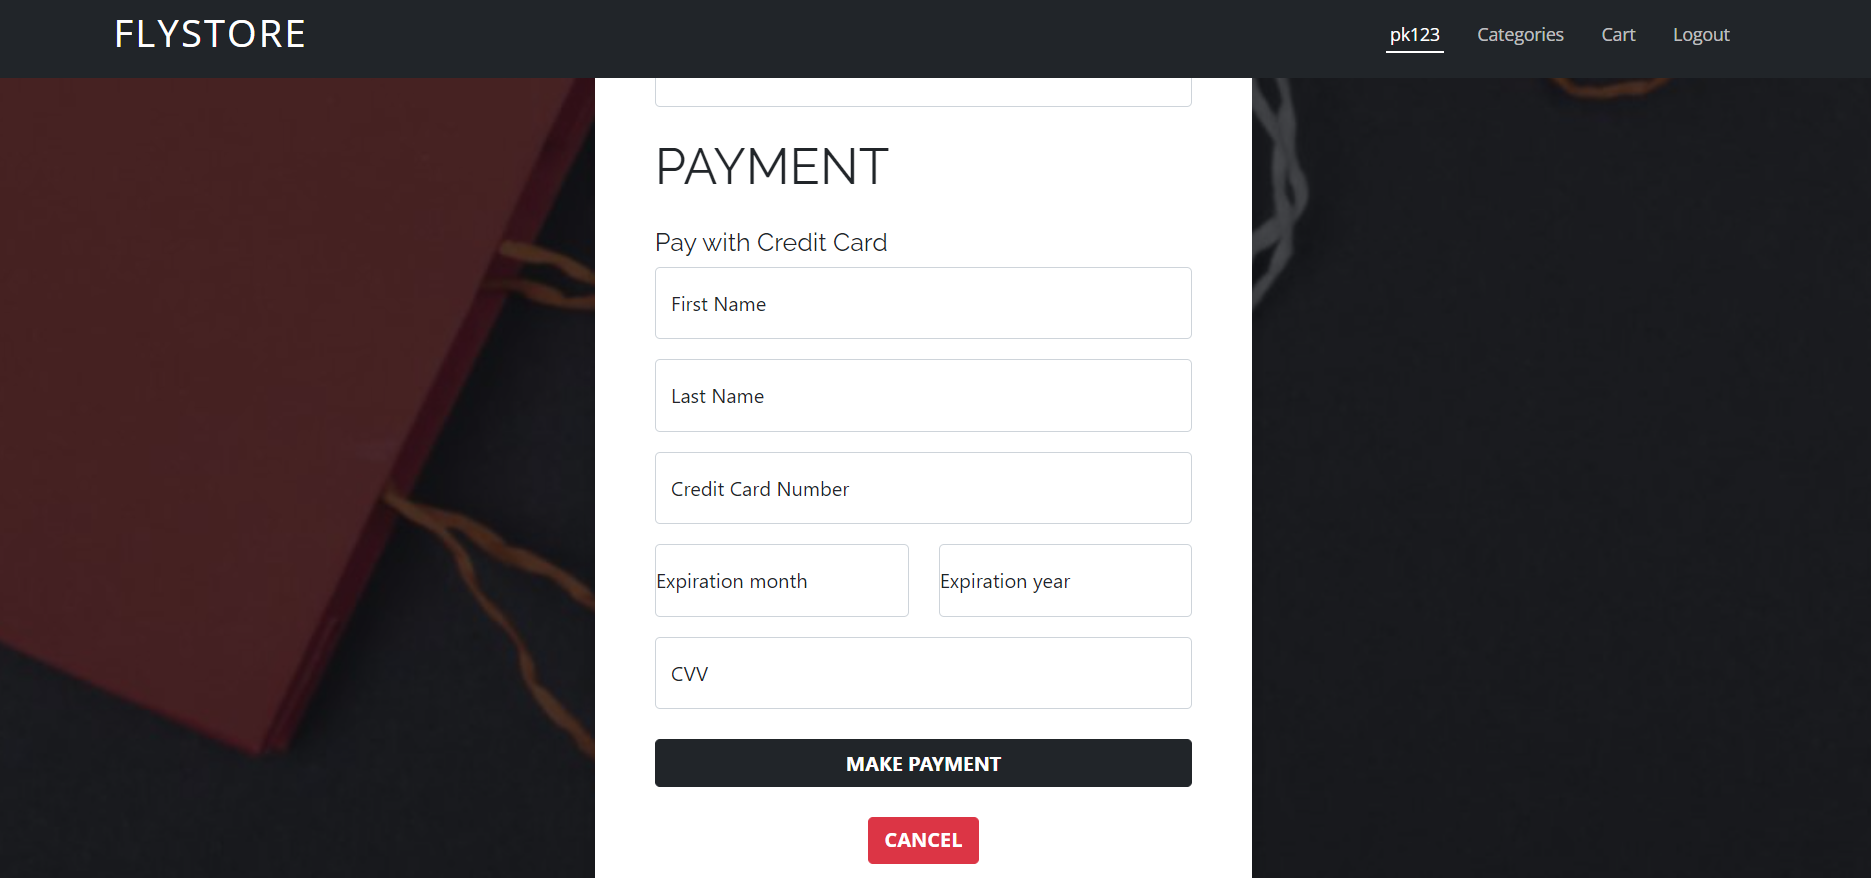 FLYSTORE
pk123 Categories Cart Logout
PAYMENT
Pay with Credit Card
First Name
Last Name
Credit Card Number
Expiration month Expiration year
CVV
MAKE PAYMENT
CANCEL